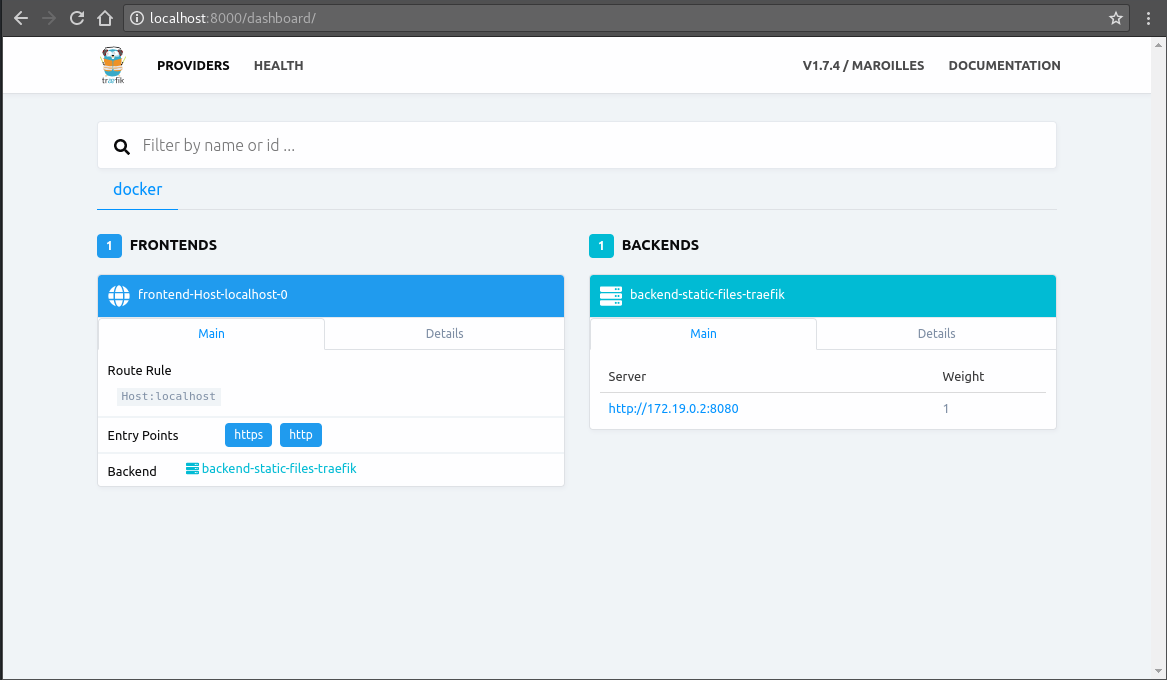 localhost:8000/dashboard/
træfik
PROVIDERS HEALTH V1.7.4 / MAROILLES DOCUMENTATION
Filter by name or id ...
docker
1 FRONTENDS
frontend-Host-localhost-0
Main Details
Route Rule
Host:localhost
Entry Points https http
Backend backend-static-files-traefik
1 BACKENDS
backend-static-files-traefik
Main Details
Server Weight
http://172.19.0.2:8080 1